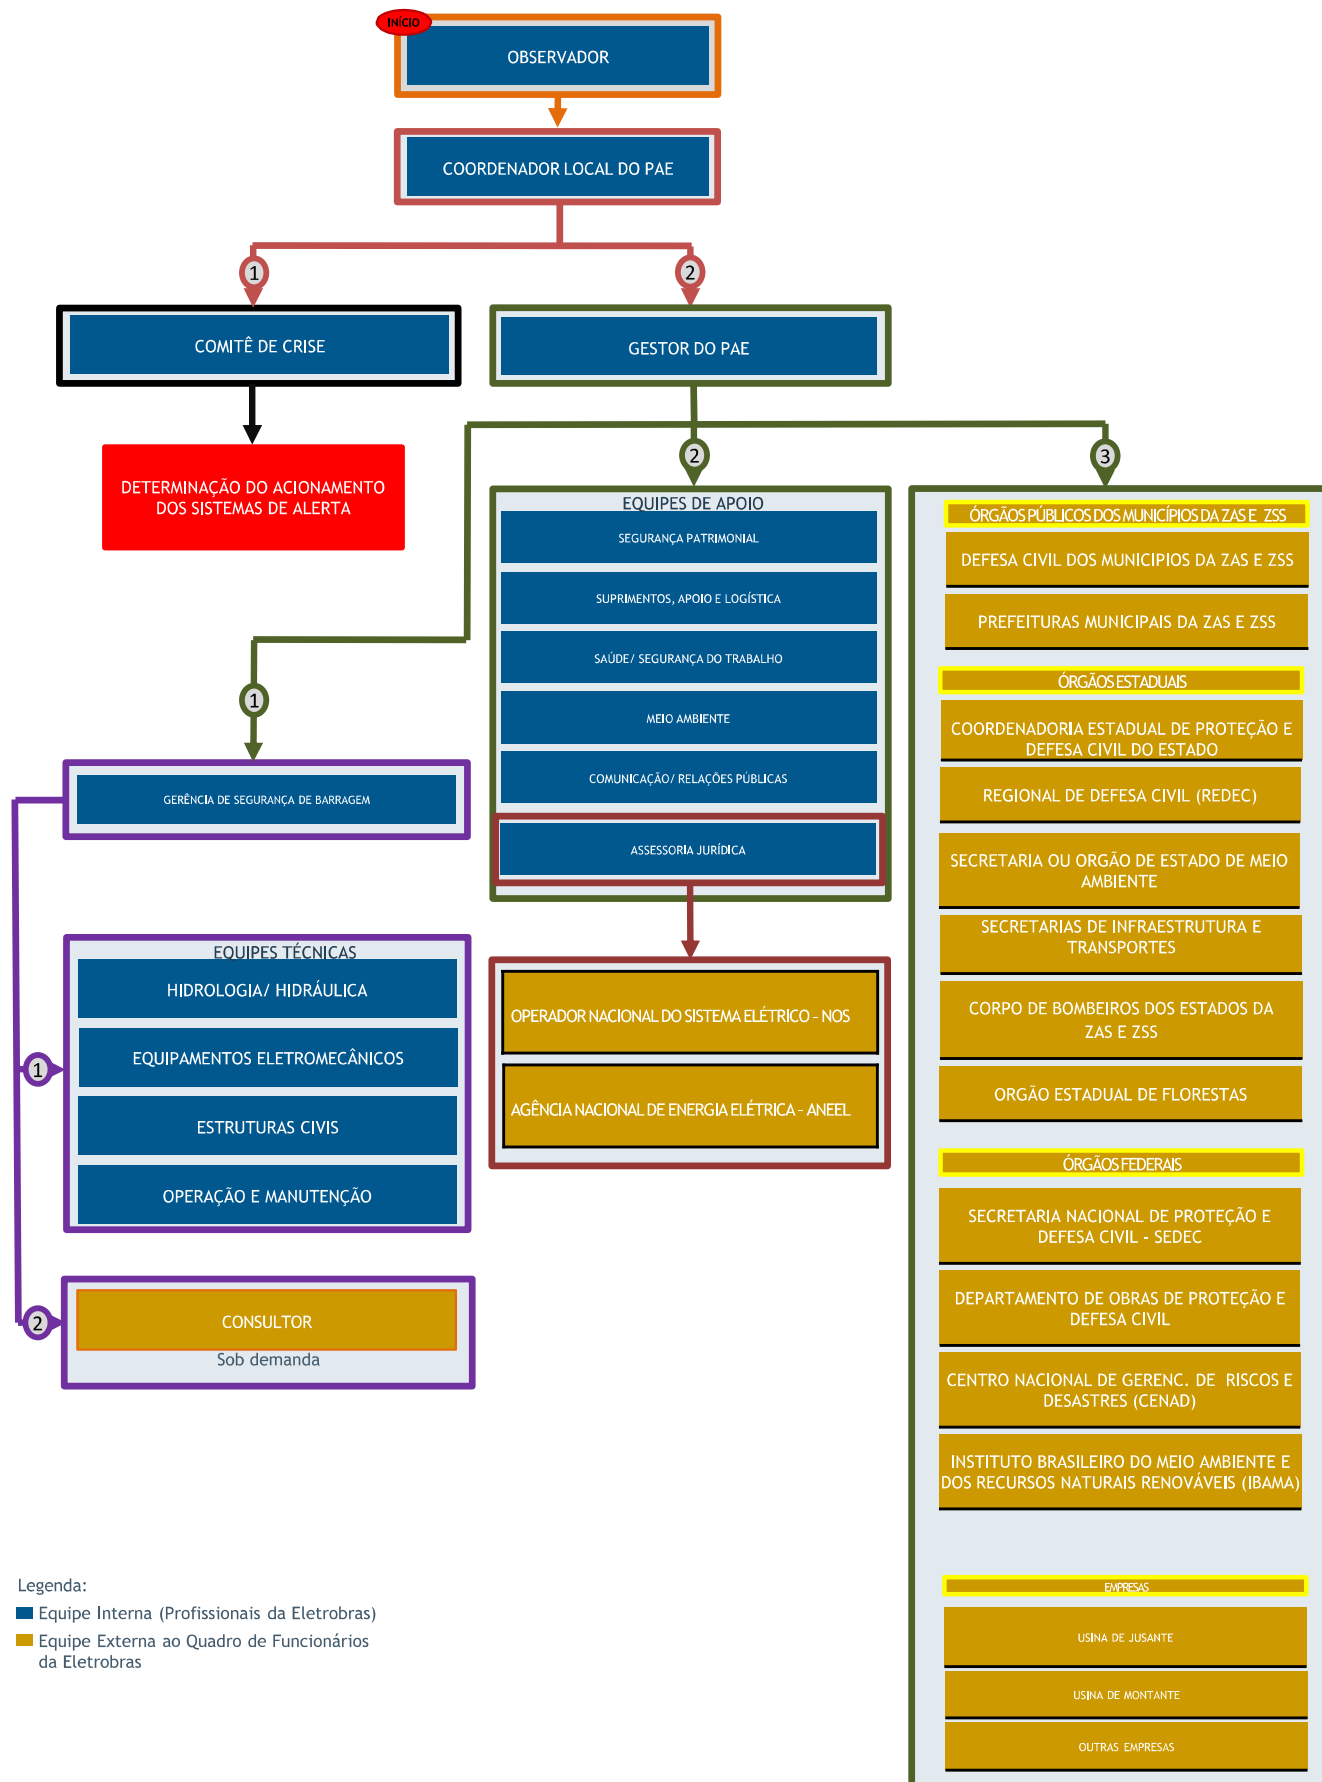 INÍCIO
OBSERVADOR
COORDENADOR LOCAL DO PAE
1
2
COMITÊ DE CRISE
GESTOR DO PAE
DETERMINAÇÃO DO ACIONAMENTO
DOS SISTEMAS DE ALERTA
2
3
1
EQUIPES DE APOIO
SEGURANÇA PATRIMONIAL
SUPRIMENTOS, APOIO E LOGÍSTICA
SAÚDE/ SEGURANÇA DO TRABALHO
MEIO AMBIENTE
COMUNICAÇÃO/ RELAÇÕES PÚBLICAS
ASSESSORIA JURÍDICA
OPERADOR NACIONAL DO SISTEMA ELÉTRICO – NOS
AGÊNCIA NACIONAL DE ENERGIA ELÉTRICA – ANEEL
GERÊNCIA DE SEGURANÇA DE BARRAGEM
1
EQUIPES TÉCNICAS
HIDROLOGIA/ HIDRÁULICA
EQUIPAMENTOS ELETROMECÂNICOS
ESTRUTURAS CIVIS
OPERAÇÃO E MANUTENÇÃO
2
CONSULTOR
Sob demanda
ÓRGÃOS PÚBLICOS DOS MUNICÍPIOS DA ZAS E ZSS
DEFESA CIVIL DOS MUNICIPIOS DA ZAS E ZSS
PREFEITURAS MUNICIPAIS DA ZAS E ZSS
ÓRGÃOS ESTADUAIS
COORDENADORIA ESTADUAL DE PROTEÇÃO E
DEFESA CIVIL DO ESTADO
REGIONAL DE DEFESA CIVIL (REDEC)
SECRETARIA OU ORGÃO DE ESTADO DE MEIO
AMBIENTE
SECRETARIAS DE INFRAESTRUTURA E
TRANSPORTES
CORPO DE BOMBEIROS DOS ESTADOS DA
ZAS E ZSS
ORGÃO ESTADUAL DE FLORESTAS
ÓRGÃOS FEDERAIS
SECRETARIA NACIONAL DE PROTEÇÃO E
DEFESA CIVIL - SEDEC
DEPARTAMENTO DE OBRAS DE PROTEÇÃO E
DEFESA CIVIL
CENTRO NACIONAL DE GERENC. DE RISCOS E
DESASTRES (CENAD)
INSTITUTO BRASILEIRO DO MEIO AMBIENTE E
DOS RECURSOS NATURAIS RENOVÁVEIS (IBAMA)
EMPRESAS
USINA DE JUSANTE
USINA DE MONTANTE
OUTRAS EMPRESAS
Legenda:
Equipe Interna (Profissionais da Eletrobras)
Equipe Externa ao Quadro de Funcionários
da Eletrobras